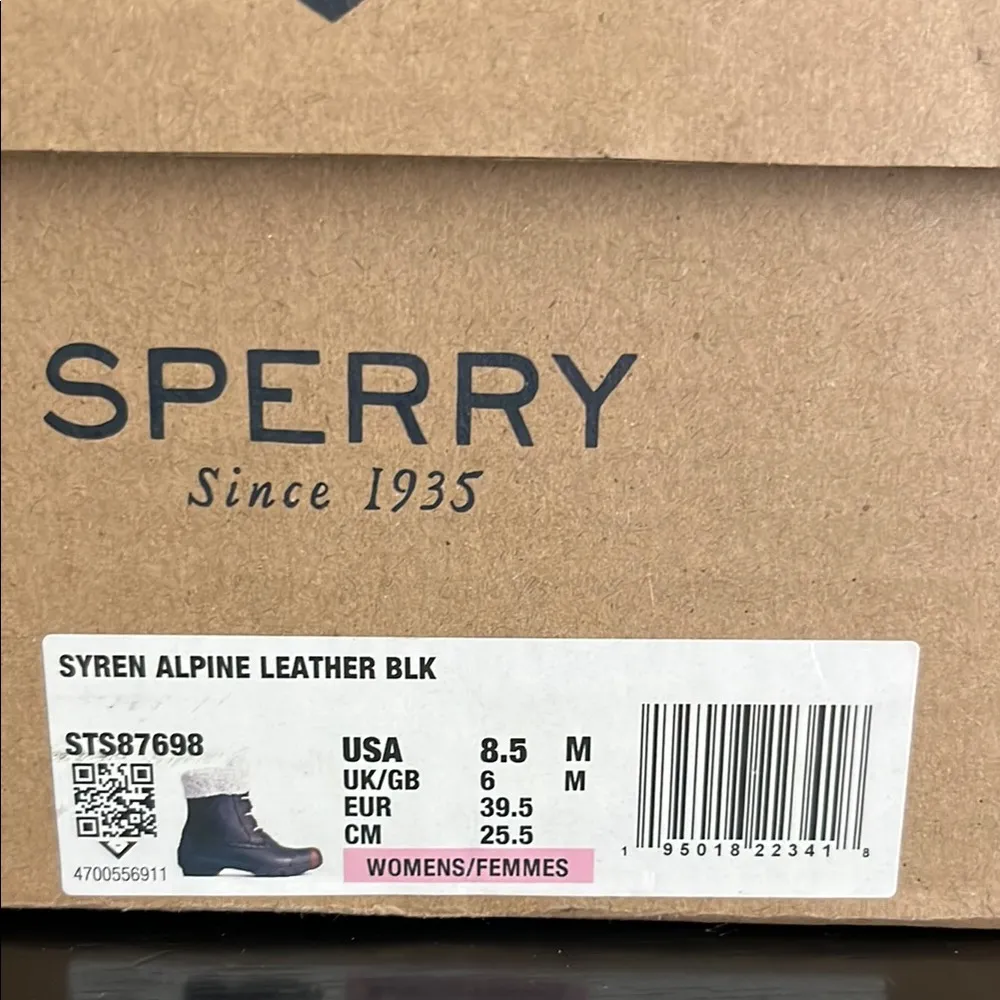 SPERRY
Since 1935
SYREN ALPINE LEATHER BLK
STS87698
USA 8.5 M
UK/GB 6 M
EUR 39.5
CM 25.5
WOMENS/FEMMES
4700556911
1 95018 22341 8